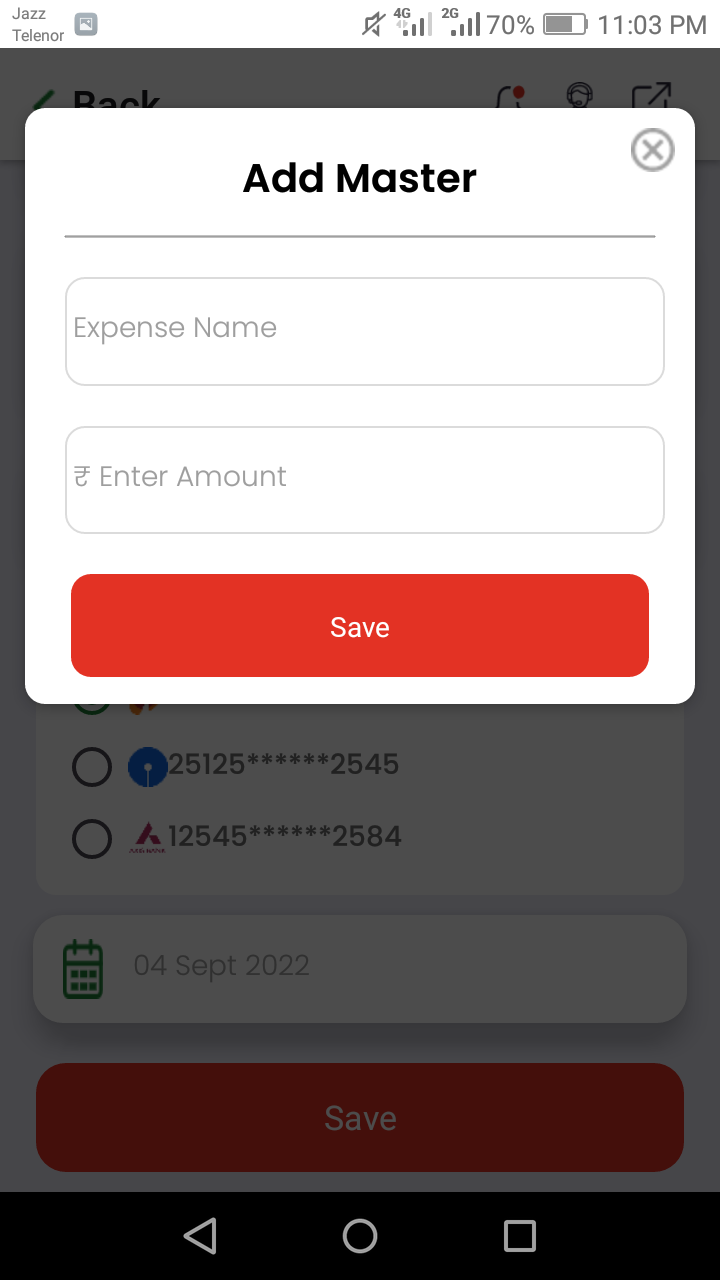 Jazz
Telenor
4G
2G
70%
11:03 PM
Back
Add Master
Expense Name
₹ Enter Amount
Save
25125******2545
12545******2584
04 Sept 2022
Save